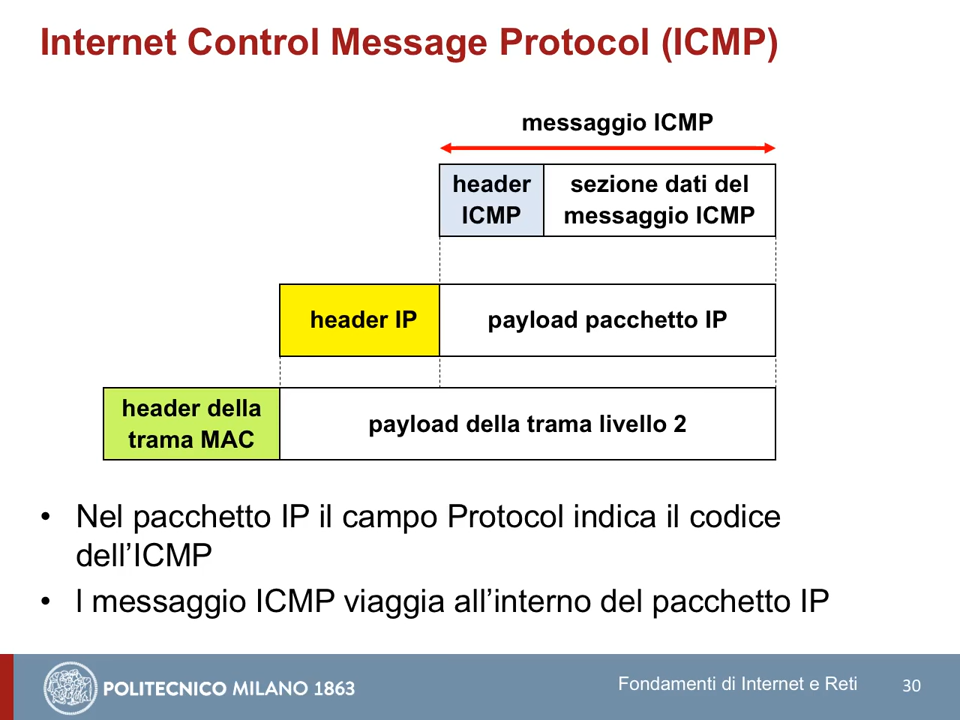 Internet Control Message Protocol (ICMP)
messaggio ICMP
header
ICMP
sezione dati del
messaggio ICMP
header IP
payload pacchetto IP
header della
trama MAC
payload della trama livello 2
• Nel pacchetto IP il campo Protocol indica il codice
dell’ICMP
• l messaggio ICMP viaggia all’interno del pacchetto IP
POLITECNICO MILANO 1863
Fondamenti di Internet e Reti
30